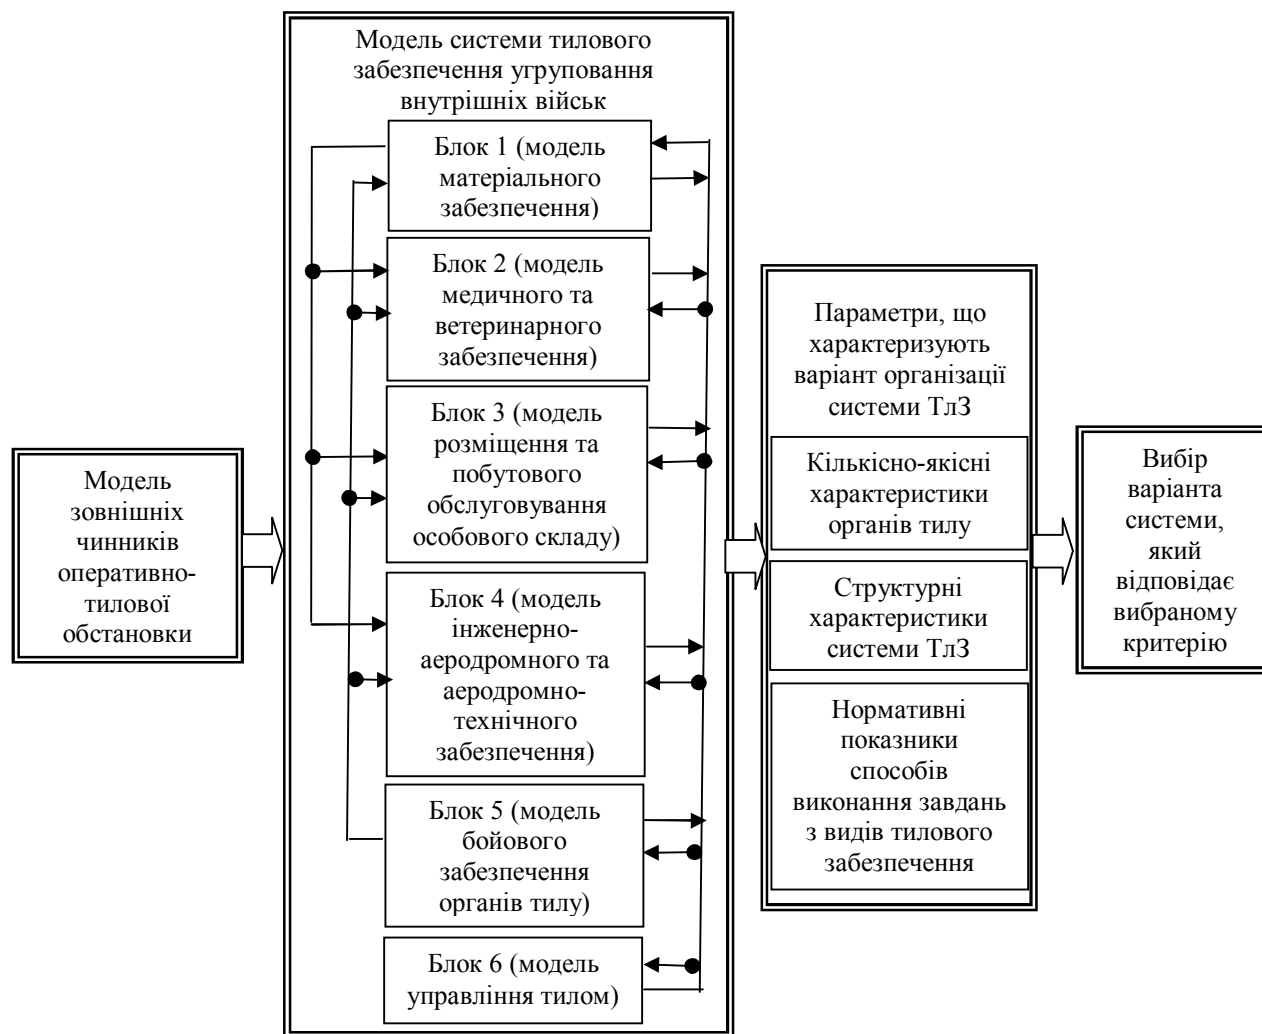 Модель
зовнішніх
чинників
оперативно-
тилової
обстановки
Модель системи тилового
забезпечення угруповання
внутрішніх військ
Блок 1 (модель
матеріального
забезпечення)
Блок 2 (модель
медичного та
ветеринарного
забезпечення)
Блок 3 (модель
розміщення та
побутового
обслуговування
особового складу)
Блок 4 (модель
інженерно-
аеродромного та
аеродромно-
технічного
забезпечення)
Блок 5 (модель
бойового
забезпечення
органів тилу)
Блок 6 (модель
управління тилом)
Параметри, що
характеризують
варіант організації
системи ТлЗ
Кількісно-якісні
характеристики
органів тилу
Структурні
характеристики
системи ТлЗ
Нормативні
показники
способів
виконання завдань
з видів тилового
забезпечення
Вибір
варіанта
системи,
який
відповідає
вибраному
критерію